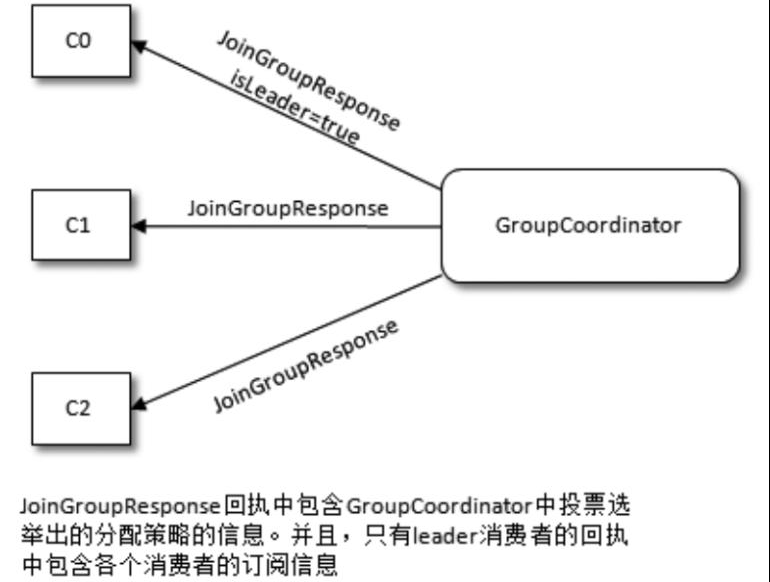 C0
JoinGroupResponse
isLeader=true
C1
JoinGroupResponse
GroupCoordinator
C2
JoinGroupResponse
JoinGroupResponse回执中包含GroupCoordinator中投票选
举出的分配策略的信息。并且，只有leader消费者的回执
中包含各个消费者的订阅信息